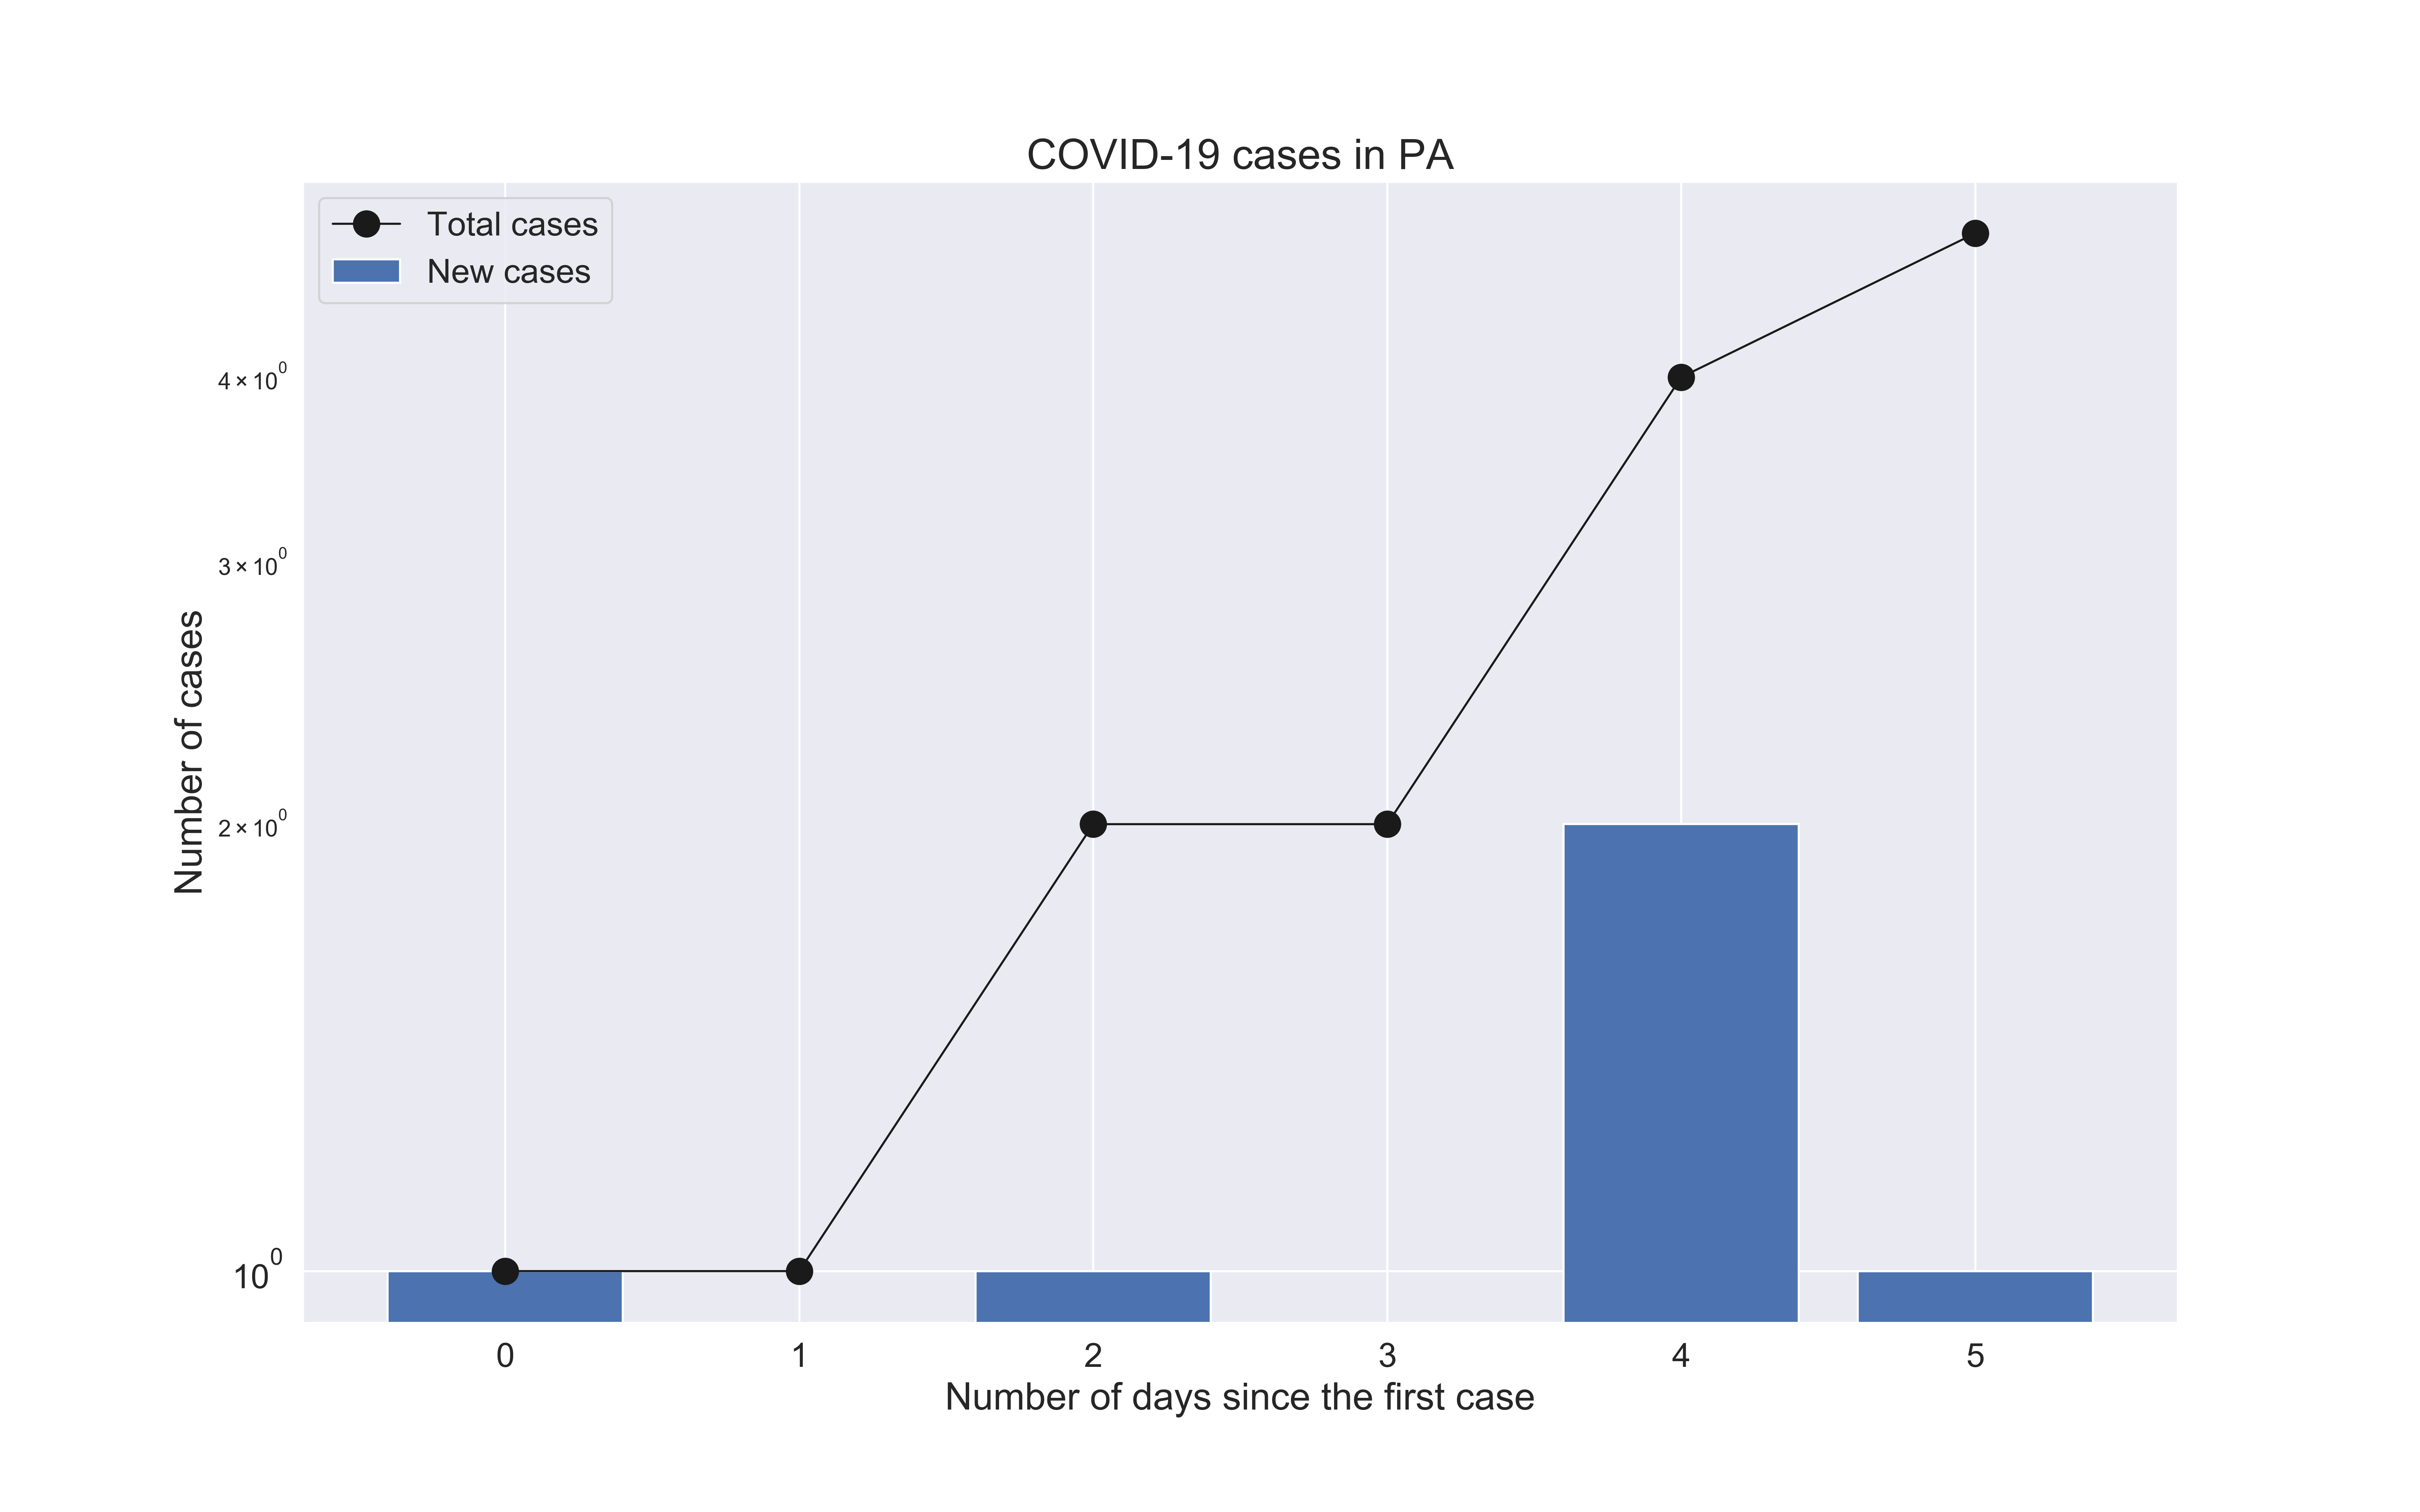 COVID-19 cases in PA
Total cases
New cases
4 × 10⁰
3 × 10⁰
2 × 10⁰
10⁰
Number of cases
0 1 2 3 4 5
Number of days since the first case